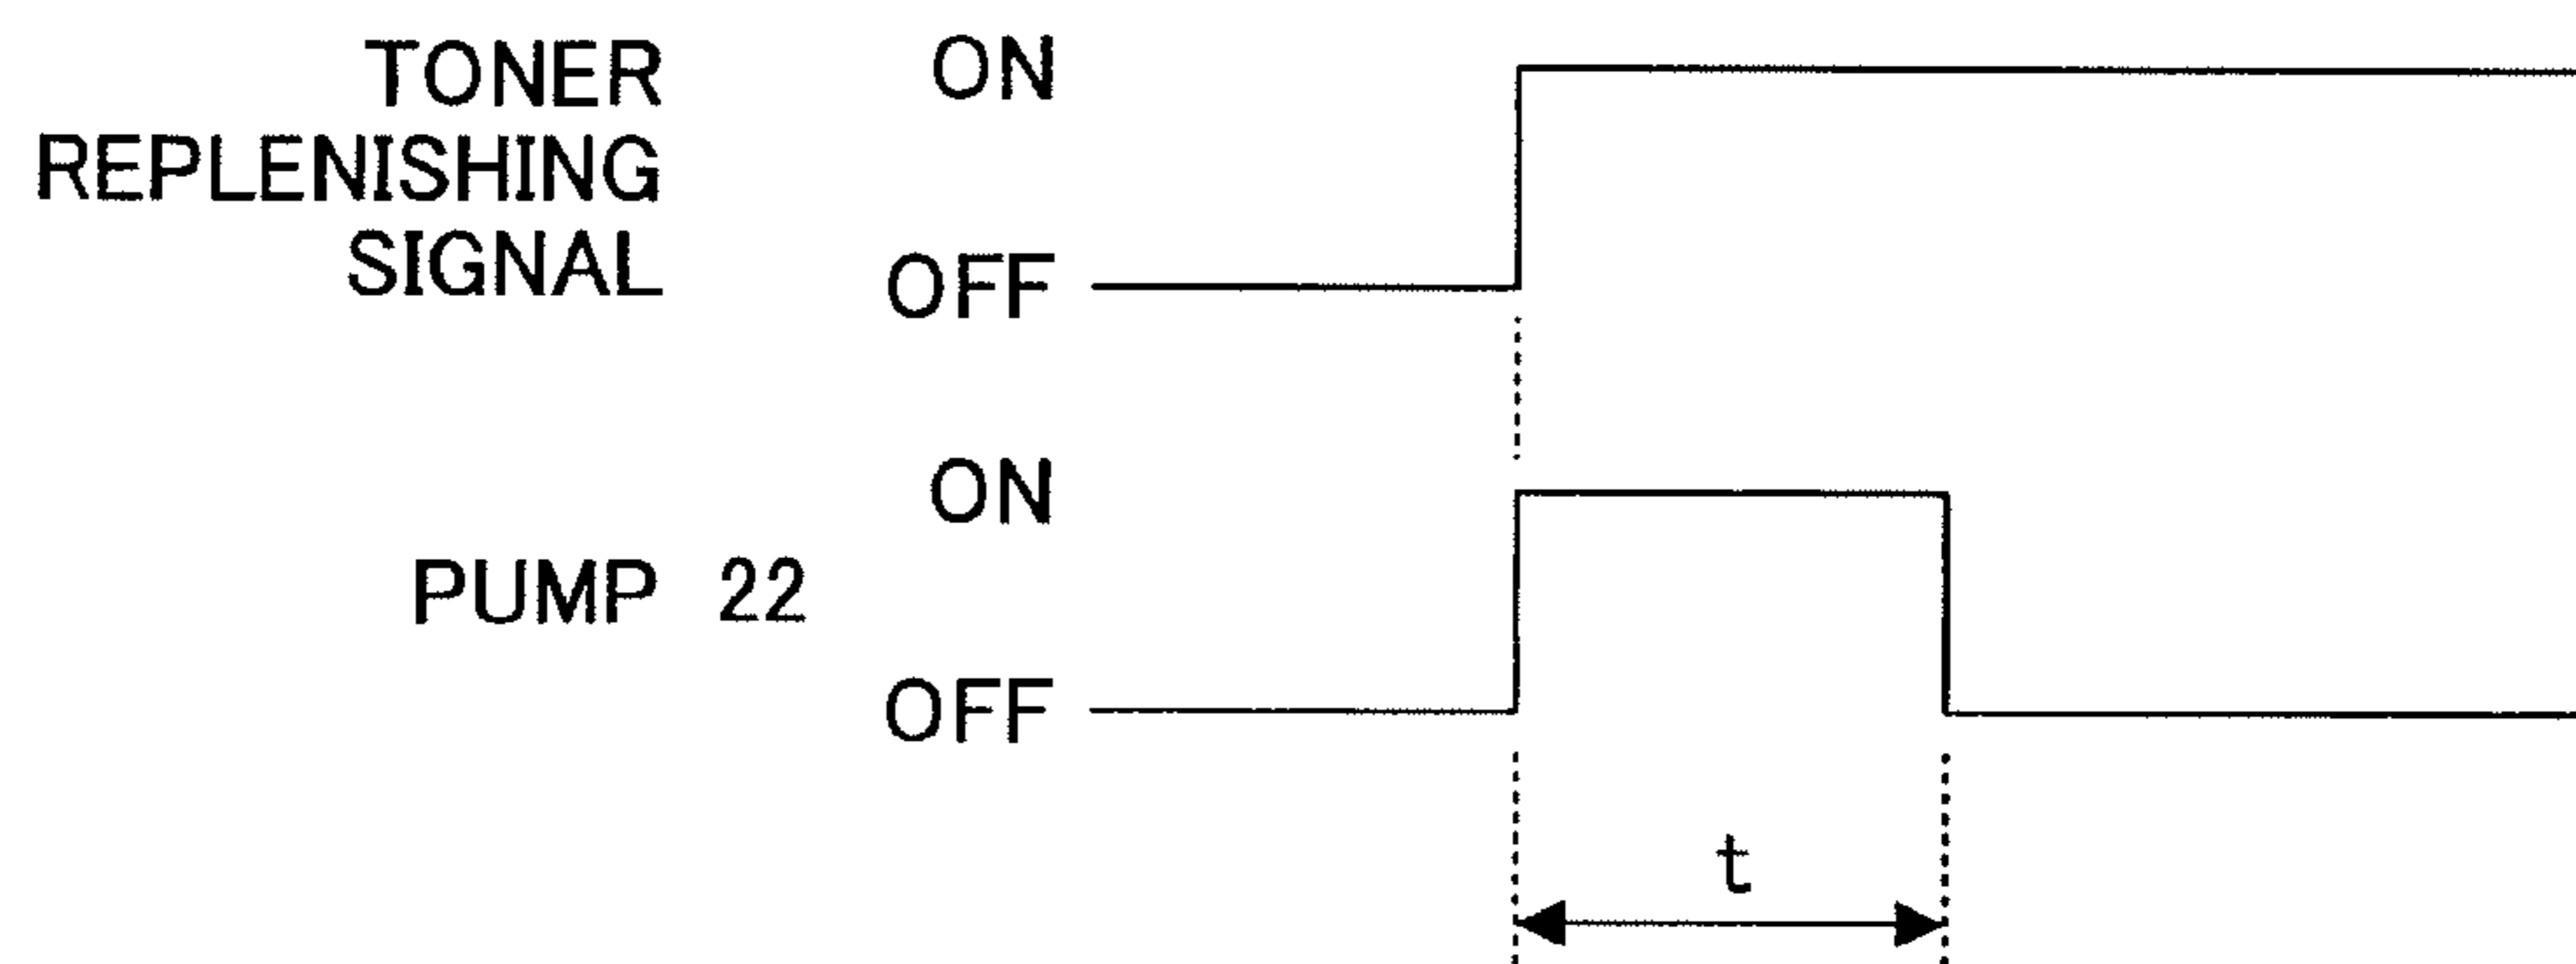 TONER
REPLENISHING
SIGNAL
ON
OFF
PUMP 22
ON
OFF
t